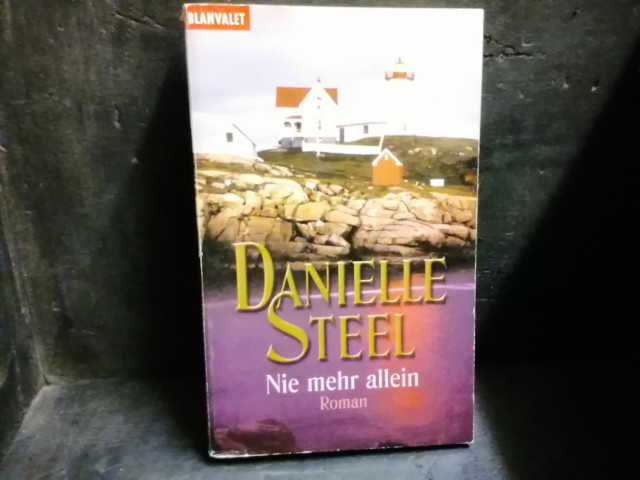 BLANVALET
DANIELLE
STEEL
Nie mehr allein
Roman